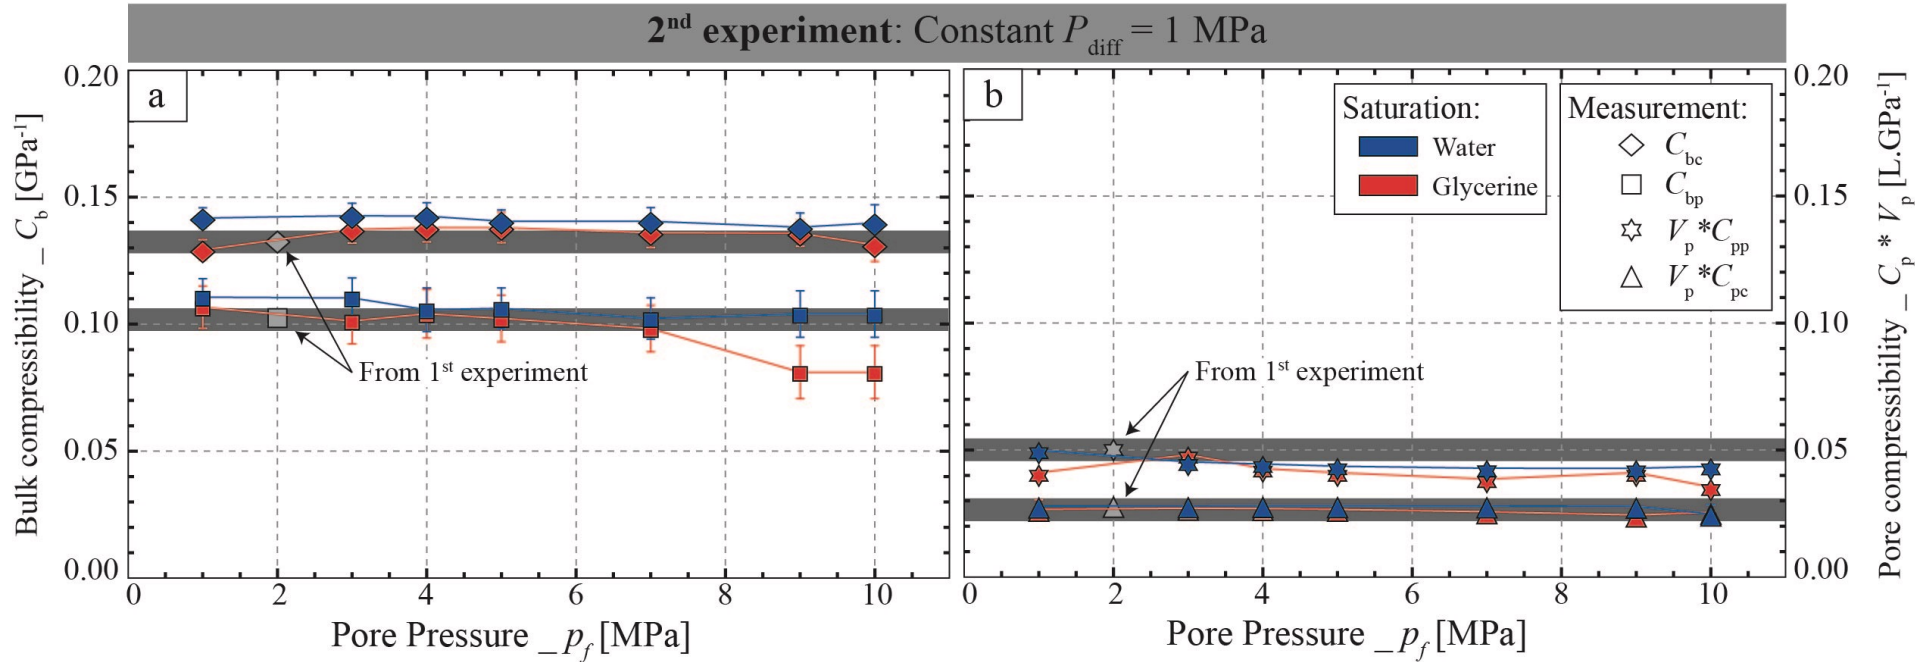 2nd experiment: Constant Pdiff = 1 MPa
a
0.20
0.15
0.10
0.05
0.00
Bulk compressibility _ Cb [GPa-1]
From 1st experiment
0 2 4 6 8 10
Pore Pressure _ pf [MPa]
b
Saturation:
Water
Glycerine
Measurement:
Cbc
Cbp
Vp*Cpp
Vp*Cpc
From 1st experiment
0.20
0.15
0.10
0.05
0.00
Pore compressibility _ Cp * Vp [L.GPa-1]
0 2 4 6 8 10
Pore Pressure _ pf [MPa]